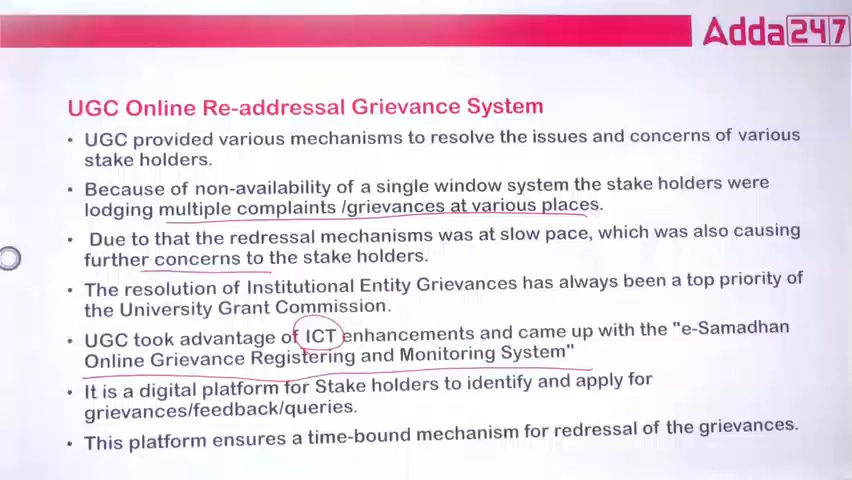 Adda247
UGC Online Re-addressal Grievance System
• UGC provided various mechanisms to resolve the issues and concerns of various
stake holders.
• Because of non-availability of a single window system the stake holders were
lodging multiple complaints /grievances at various places.
• Due to that the redressal mechanisms was at slow pace, which was also causing
further concerns to the stake holders.
• The resolution of Institutional Entity Grievances has always been a top priority of
the University Grant Commission.
• UGC took advantage of ICT enhancements and came up with the "e-Samadhan
Online Grievance Registering and Monitoring System"
• It is a digital platform for Stake holders to identify and apply for
grievances/feedback/queries.
• This platform ensures a time-bound mechanism for redressal of the grievances.